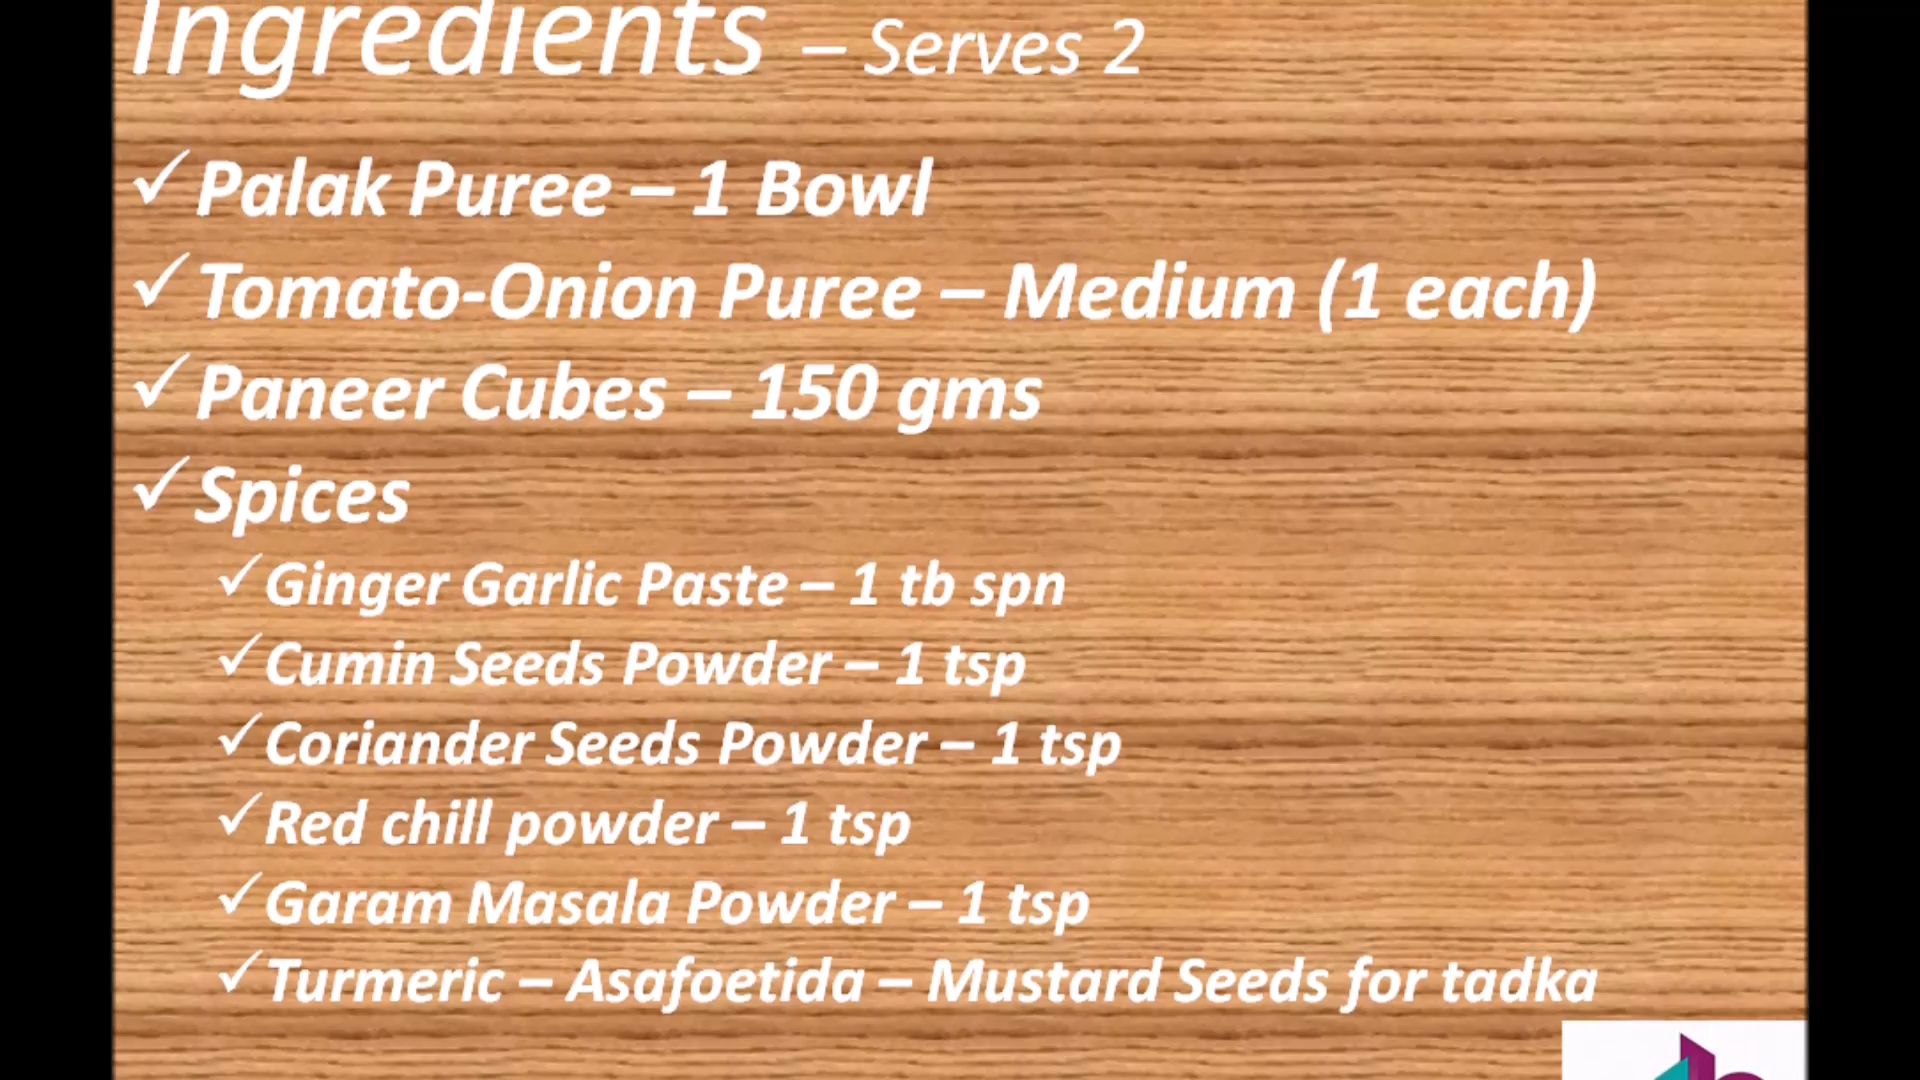 Ingredients – Serves 2
✓ Palak Puree – 1 Bowl
✓ Tomato-Onion Puree – Medium (1 each)
✓ Paneer Cubes – 150 gms
✓ Spices
✓ Ginger Garlic Paste – 1 tb spn
✓ Cumin Seeds Powder – 1 tsp
✓ Coriander Seeds Powder – 1 tsp
✓ Red chill powder – 1 tsp
✓ Garam Masala Powder – 1 tsp
✓ Turmeric – Asafoetida – Mustard Seeds for tadka